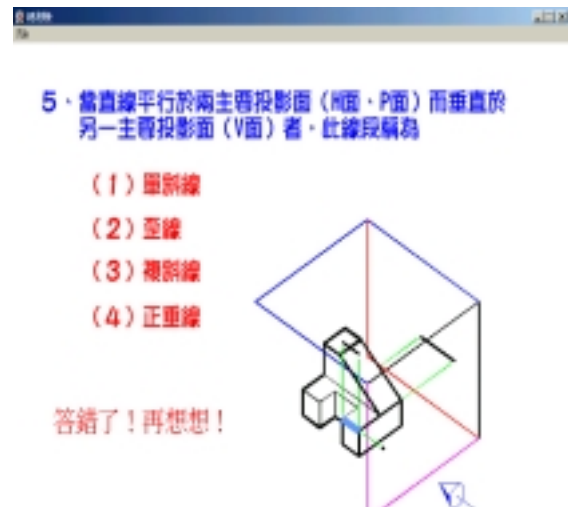 5、當直線平行於兩主要投影面（H面、P面）而垂直於
另一主要投影面（V面）者，此線段稱為
（1）單斜線
（2）歪線
（3）複斜線
（4）正垂線
答錯了！再想想！